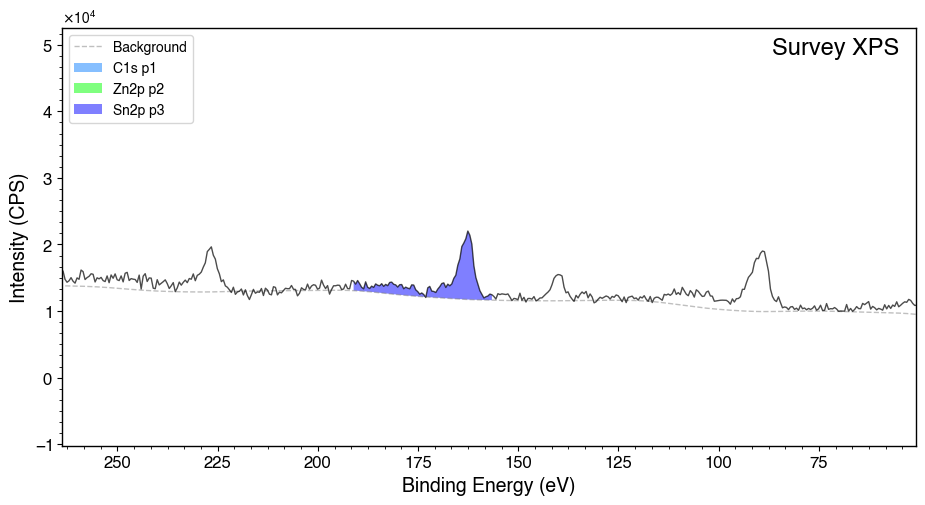 ×10⁴
Survey XPS
Background
C1s p1
Zn2p p2
Sn2p p3
5
4
3
2
1
0
−1
Intensity (CPS)
250 225 200 175 150 125 100 75
Binding Energy (eV)